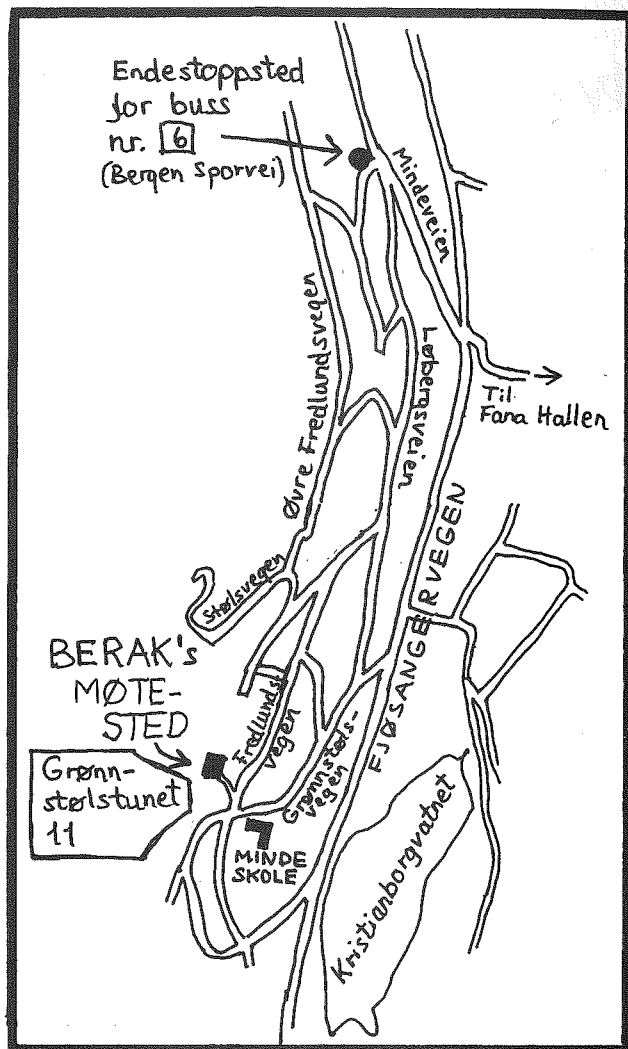 Endestoppsted
for buss
nr. 6
(Bergen Sporvei)
Mindeveien
Øvre Fredlundsvegen
Løbergsveien
Til
Fana Hallen
Stølsvegen
FJØSANGERVEGEN
BERAK's
MØTE-
STED
Fredlunds-
vegen
Grønnstøls-
vegen
Grønn-
stølstunet
11
MINDE
SKOLE
Kristianborgvatnet